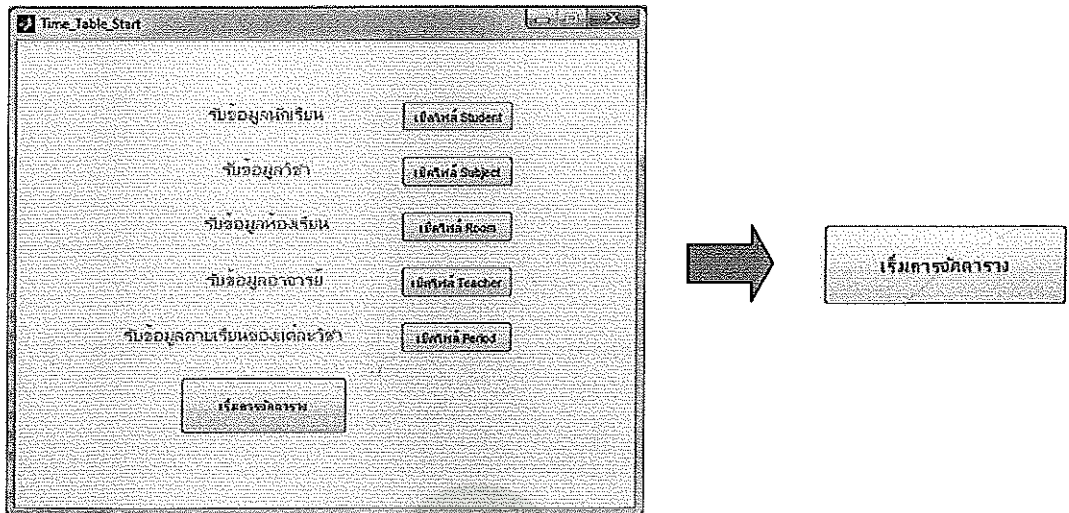 Time_Table_Start
รับข้อมูลนักเรียน เปิดไฟล์ Student
รับข้อมูลวิชา เปิดไฟล์ Subject
รับข้อมูลห้องเรียน เปิดไฟล์ Room
รับข้อมูลอาจารย์ เปิดไฟล์ Teacher
รับข้อมูลคาบเรียนของแต่ละวิชา เปิดไฟล์ Period
เริ่มการจัดตาราง
เริ่มการจัดตาราง